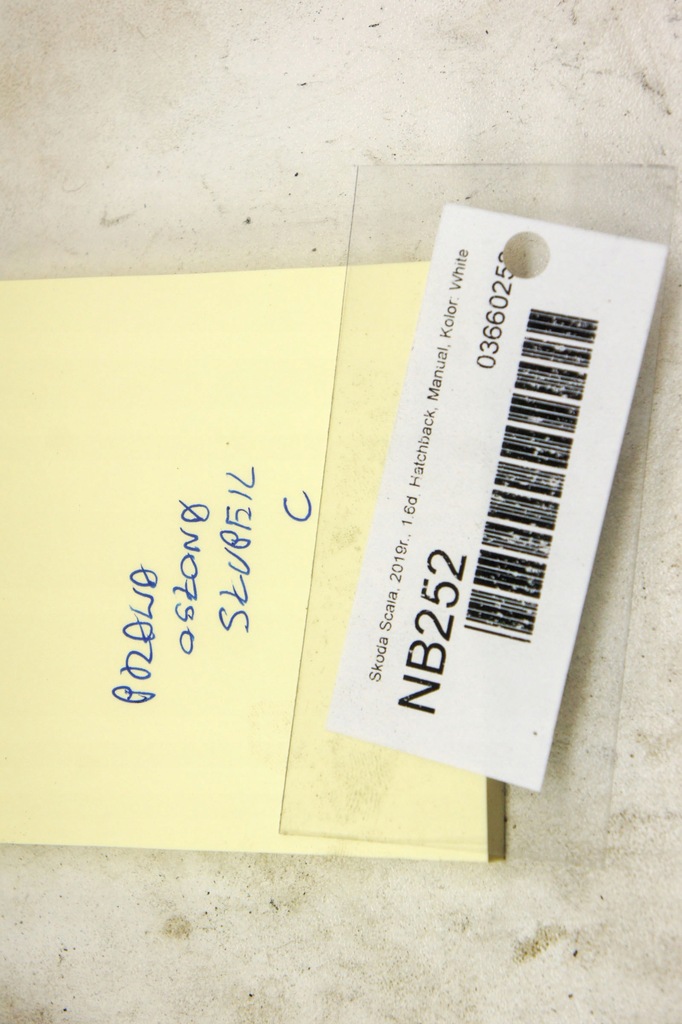 PRAWA
OSŁONA
SŁUPEK
C
Skoda Scala, 2019r., 1.6d, Hatchback, Manual, Kolor: White
NB252
0366025